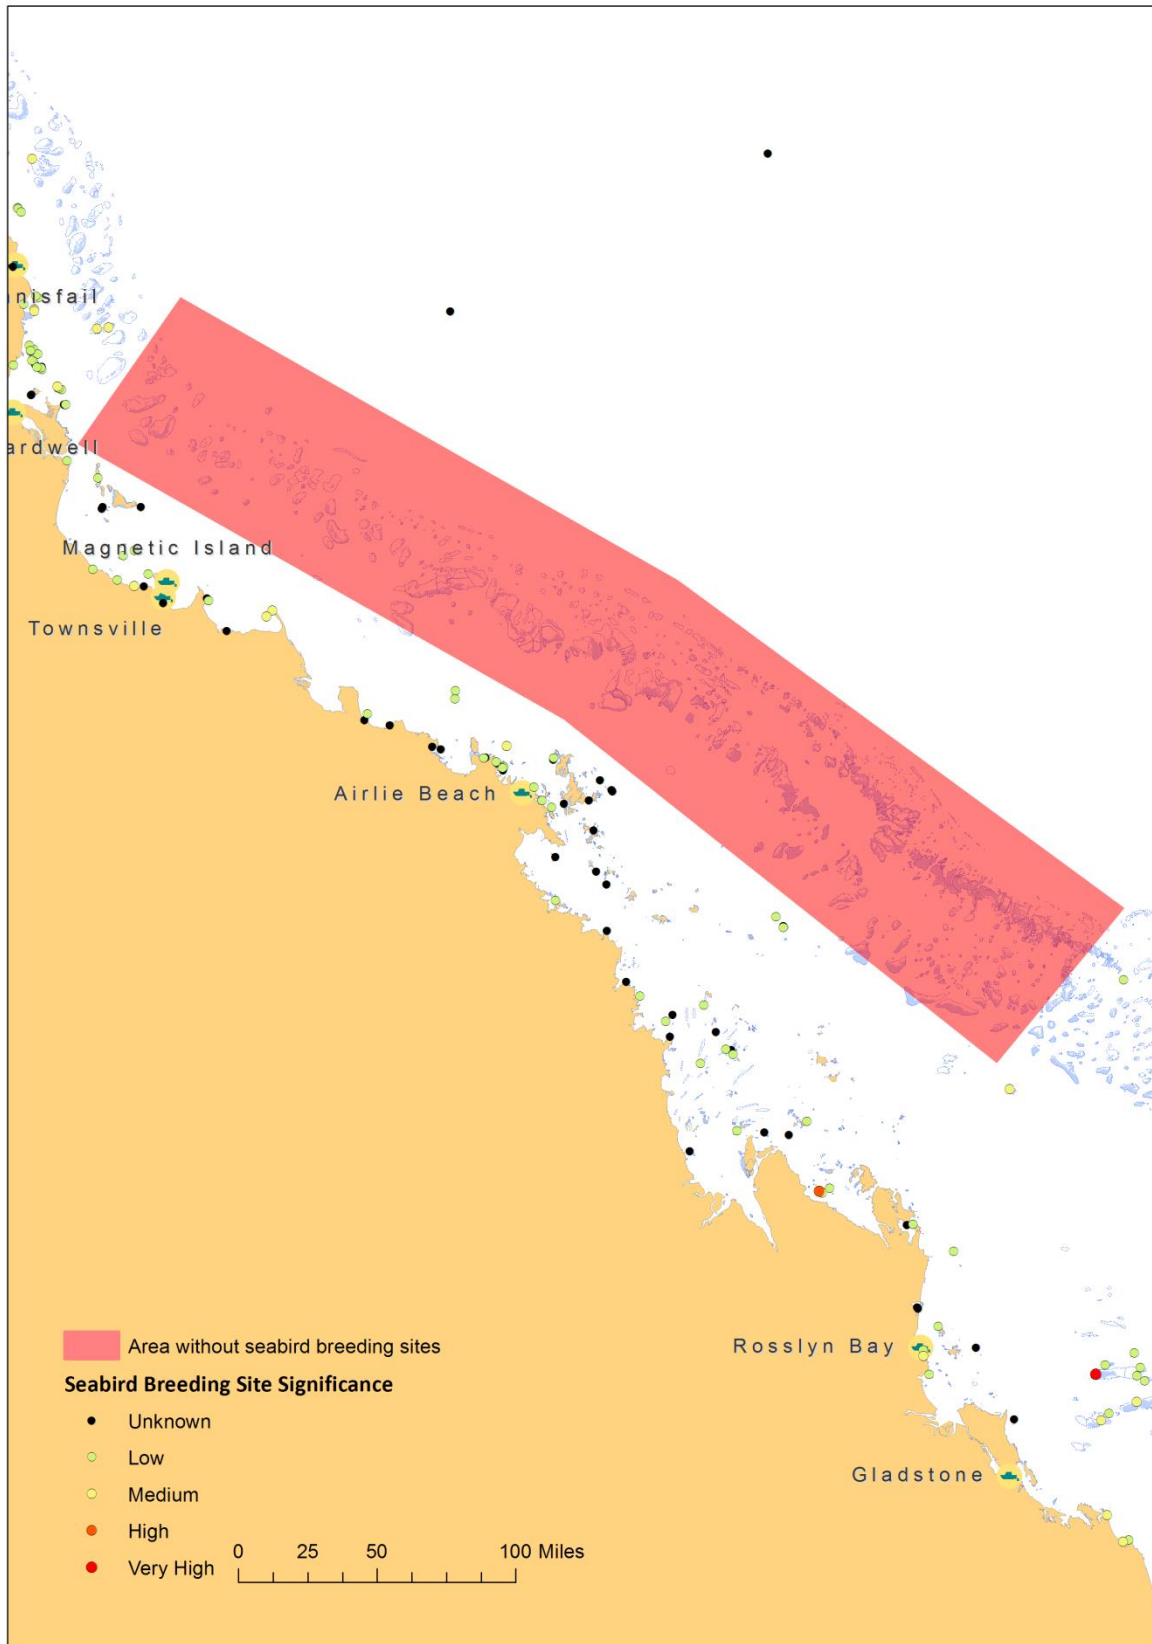 nnisfail
ardwell
Magnetic Island
Townsville
Airlie Beach
Rosslyn Bay
Gladstone
Area without seabird breeding sites
Seabird Breeding Site Significance
Unknown
Low
Medium
High
Very High
0 25 50 100 Miles